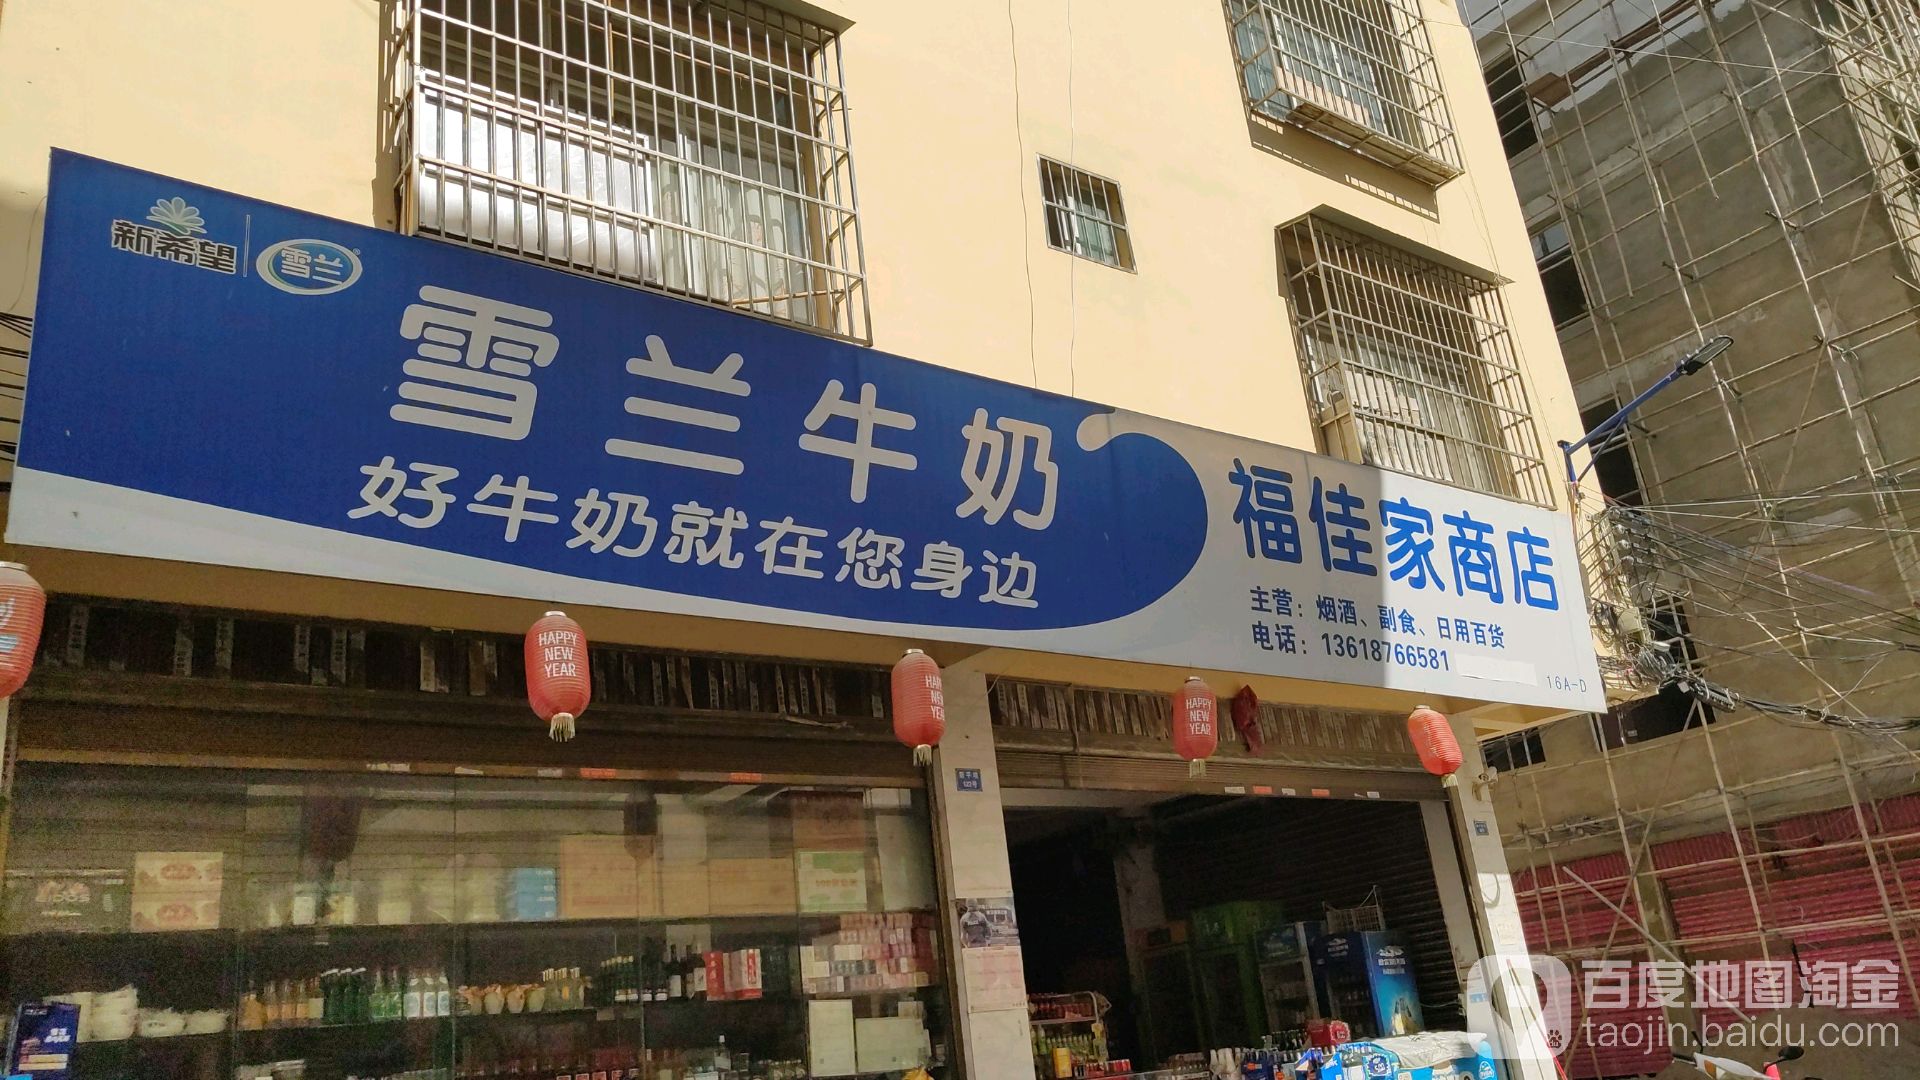 新希望 雪兰®
雪兰牛奶
好牛奶就在您身边
福佳家商店
主营：烟酒、副食、日用百货
电话：13618766581
16A-D
HAPPY
NEW
YEAR
HAPPY
NEW
YEAR
HAPPY
NEW
YEAR
百度地图淘金
taojin.baidu.com